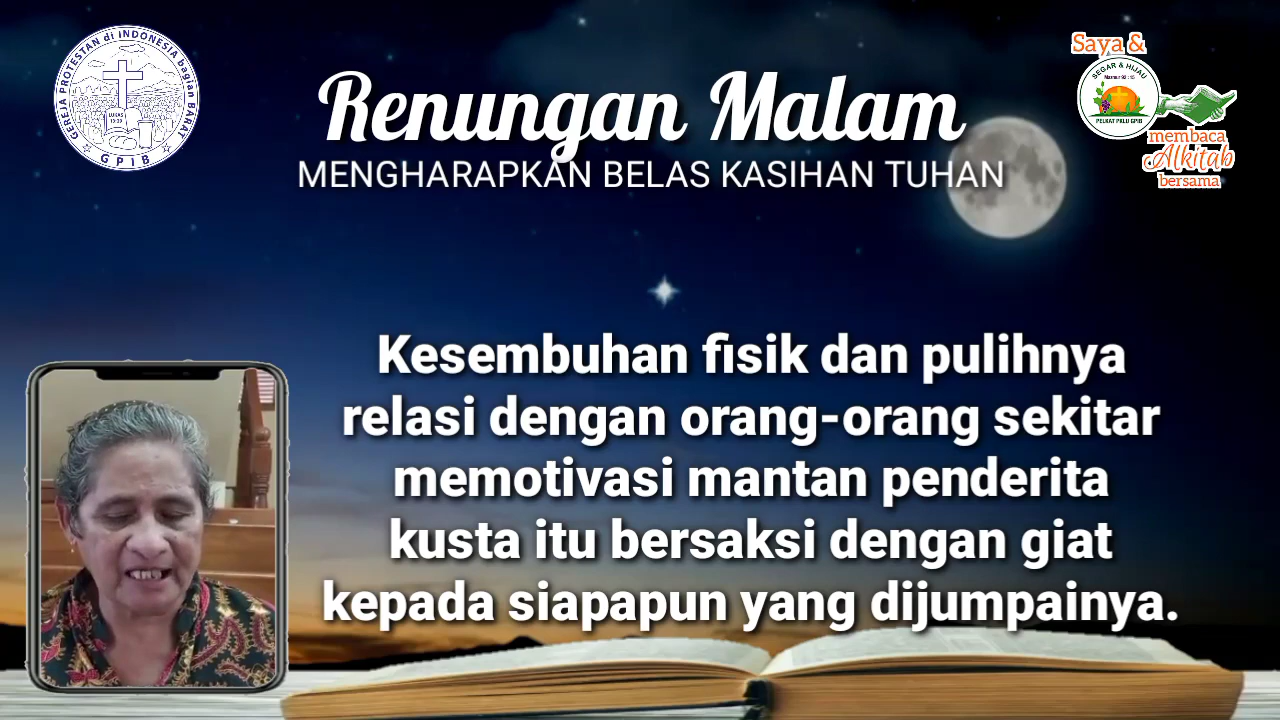 GEREJA PROTESTAN di INDONESIA bagian BARAT
GPIB
Renungan Malam
MENGHARAPKAN BELAS KASIHAN TUHAN
Saya &
SEGAR & HIJAU
PELKAT PKLU GPIB
membaca
Alkitab
bersama
Kesembuhan fisik dan pulihnya
relasi dengan orang-orang sekitar
memotivasi mantan penderita
kusta itu bersaksi dengan giat
kepada siapapun yang dijumpainya.